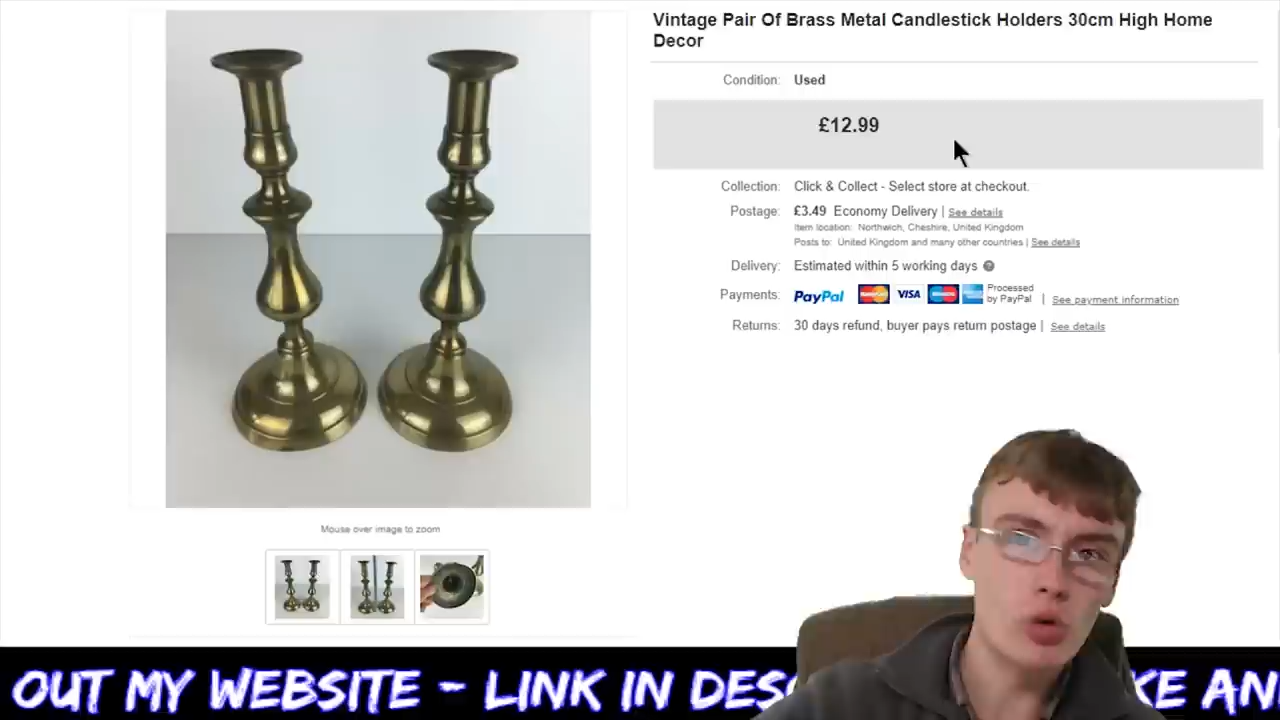 Vintage Pair Of Brass Metal Candlestick Holders 30cm High Home
Decor
Condition: Used
£12.99
Collection: Click & Collect - Select store at checkout.
Postage: £3.49 Economy Delivery | See details
Item location: Northwich, Cheshire, United Kingdom
Posts to: United Kingdom and many other countries | See details
Delivery: Estimated within 5 working days
Payments: PayPal MasterCard VISA Maestro Processed
by PayPal | See payment information
Returns: 30 days refund, buyer pays return postage | See details
Mouse over image to zoom
OUT MY WEBSITE - LINK IN DESC KE AN